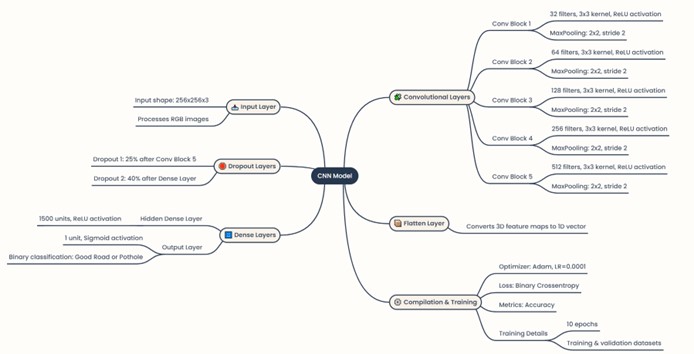 CNN Model
Input Layer
Input shape: 256x256x3
Processes RGB images
Dropout Layers
Dropout 1: 25% after Conv Block 5
Dropout 2: 40% after Dense Layer
Dense Layers
Hidden Dense Layer
1500 units, ReLU activation
Output Layer
1 unit, Sigmoid activation
Binary classification: Good Road or Pothole
Convolutional Layers
Conv Block 1
32 filters, 3x3 kernel, ReLU activation
MaxPooling: 2x2, stride 2
Conv Block 2
64 filters, 3x3 kernel, ReLU activation
MaxPooling: 2x2, stride 2
Conv Block 3
128 filters, 3x3 kernel, ReLU activation
MaxPooling: 2x2, stride 2
Conv Block 4
256 filters, 3x3 kernel, ReLU activation
MaxPooling: 2x2, stride 2
Conv Block 5
512 filters, 3x3 kernel, ReLU activation
MaxPooling: 2x2, stride 2
Flatten Layer
Converts 3D feature maps to 1D vector
Compilation & Training
Optimizer: Adam, LR=0.0001
Loss: Binary Crossentropy
Metrics: Accuracy
Training Details
10 epochs
Training & validation datasets